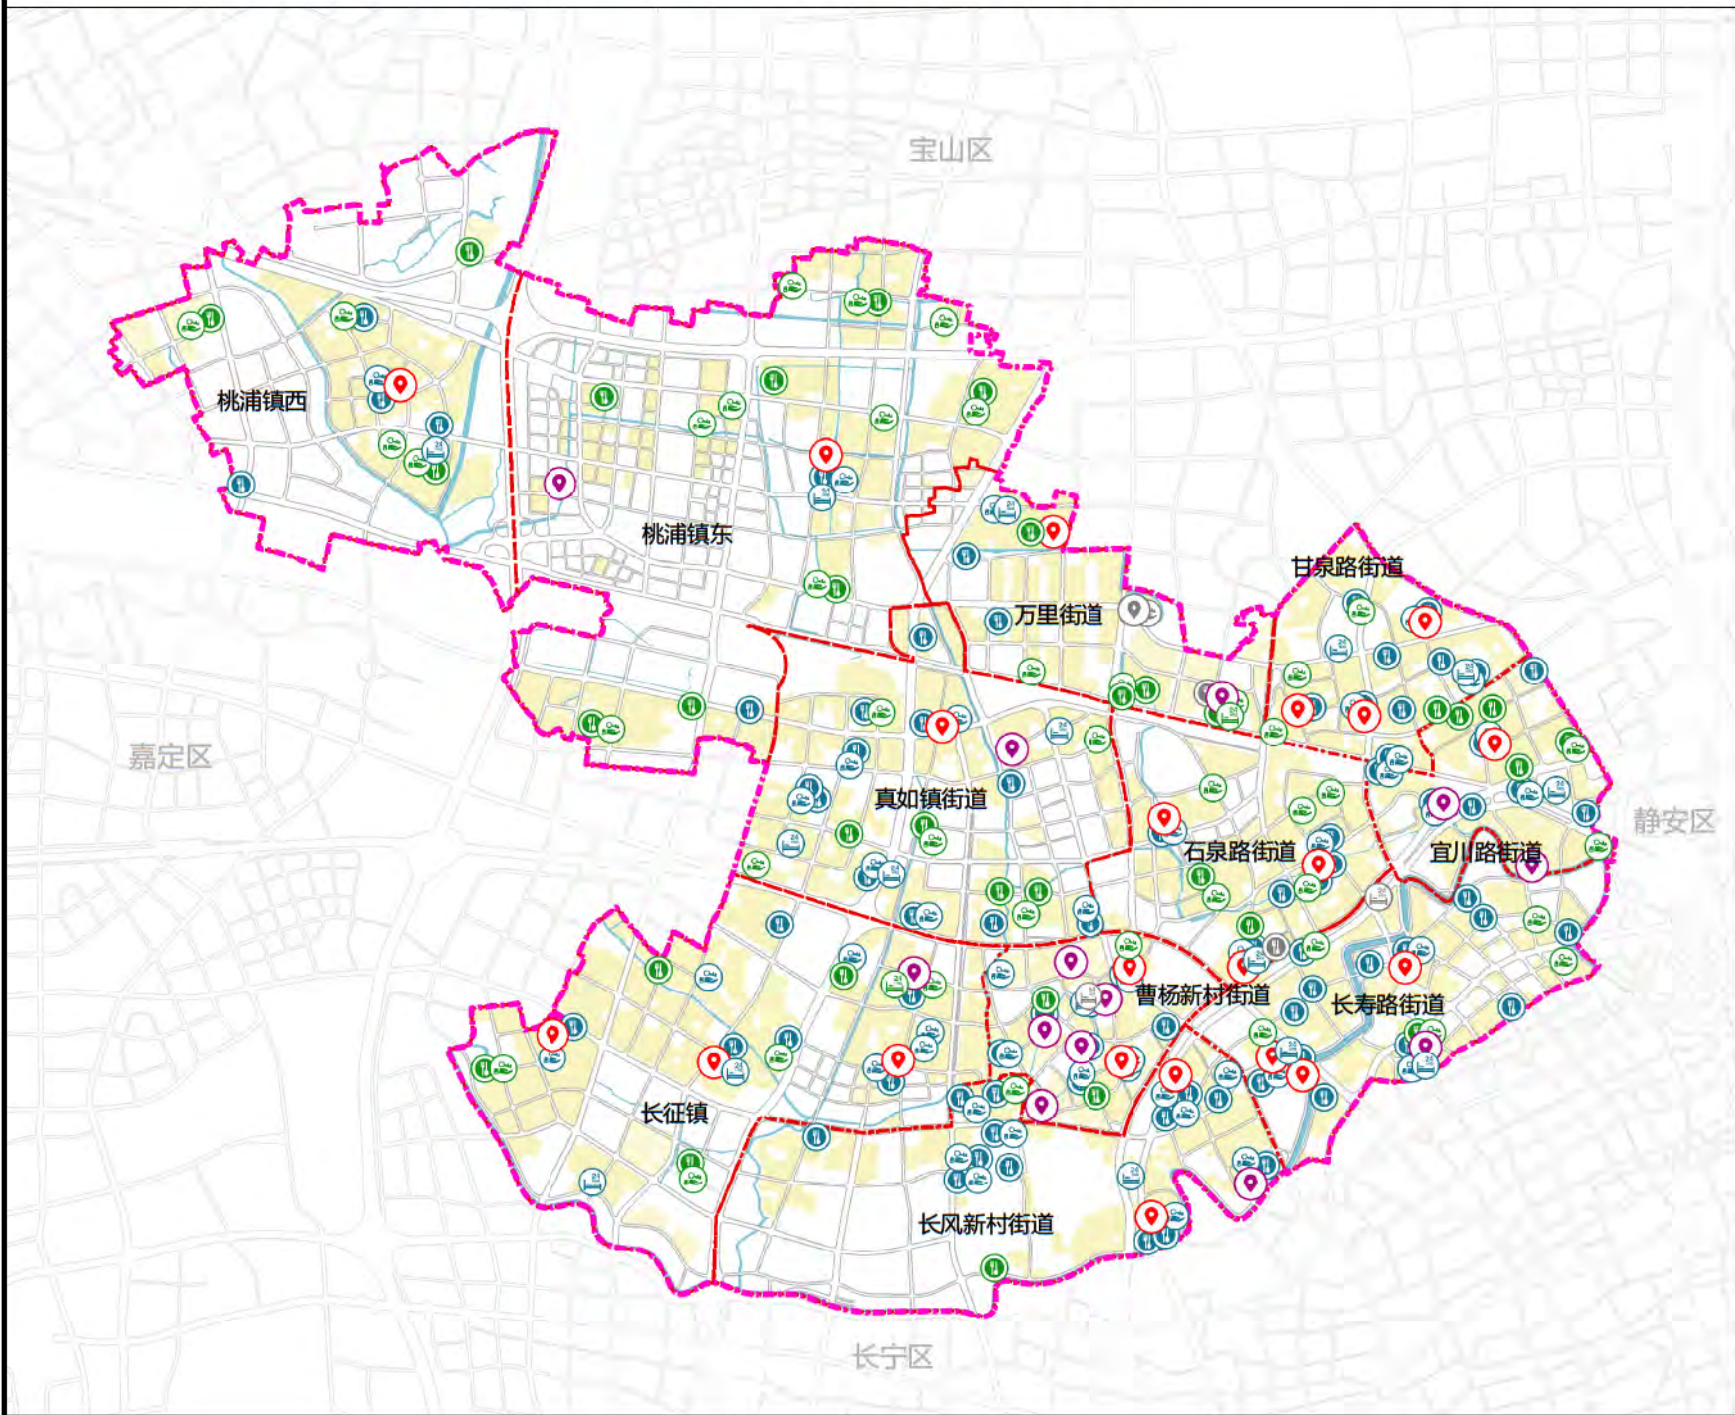 宝山区
桃浦镇西
桃浦镇东
甘泉路街道
万里街道
嘉定区
真如镇街道
静安区
石泉路街道
宜川路街道
曹杨新村街道
长寿路街道
长征镇
长风新村街道
长宁区